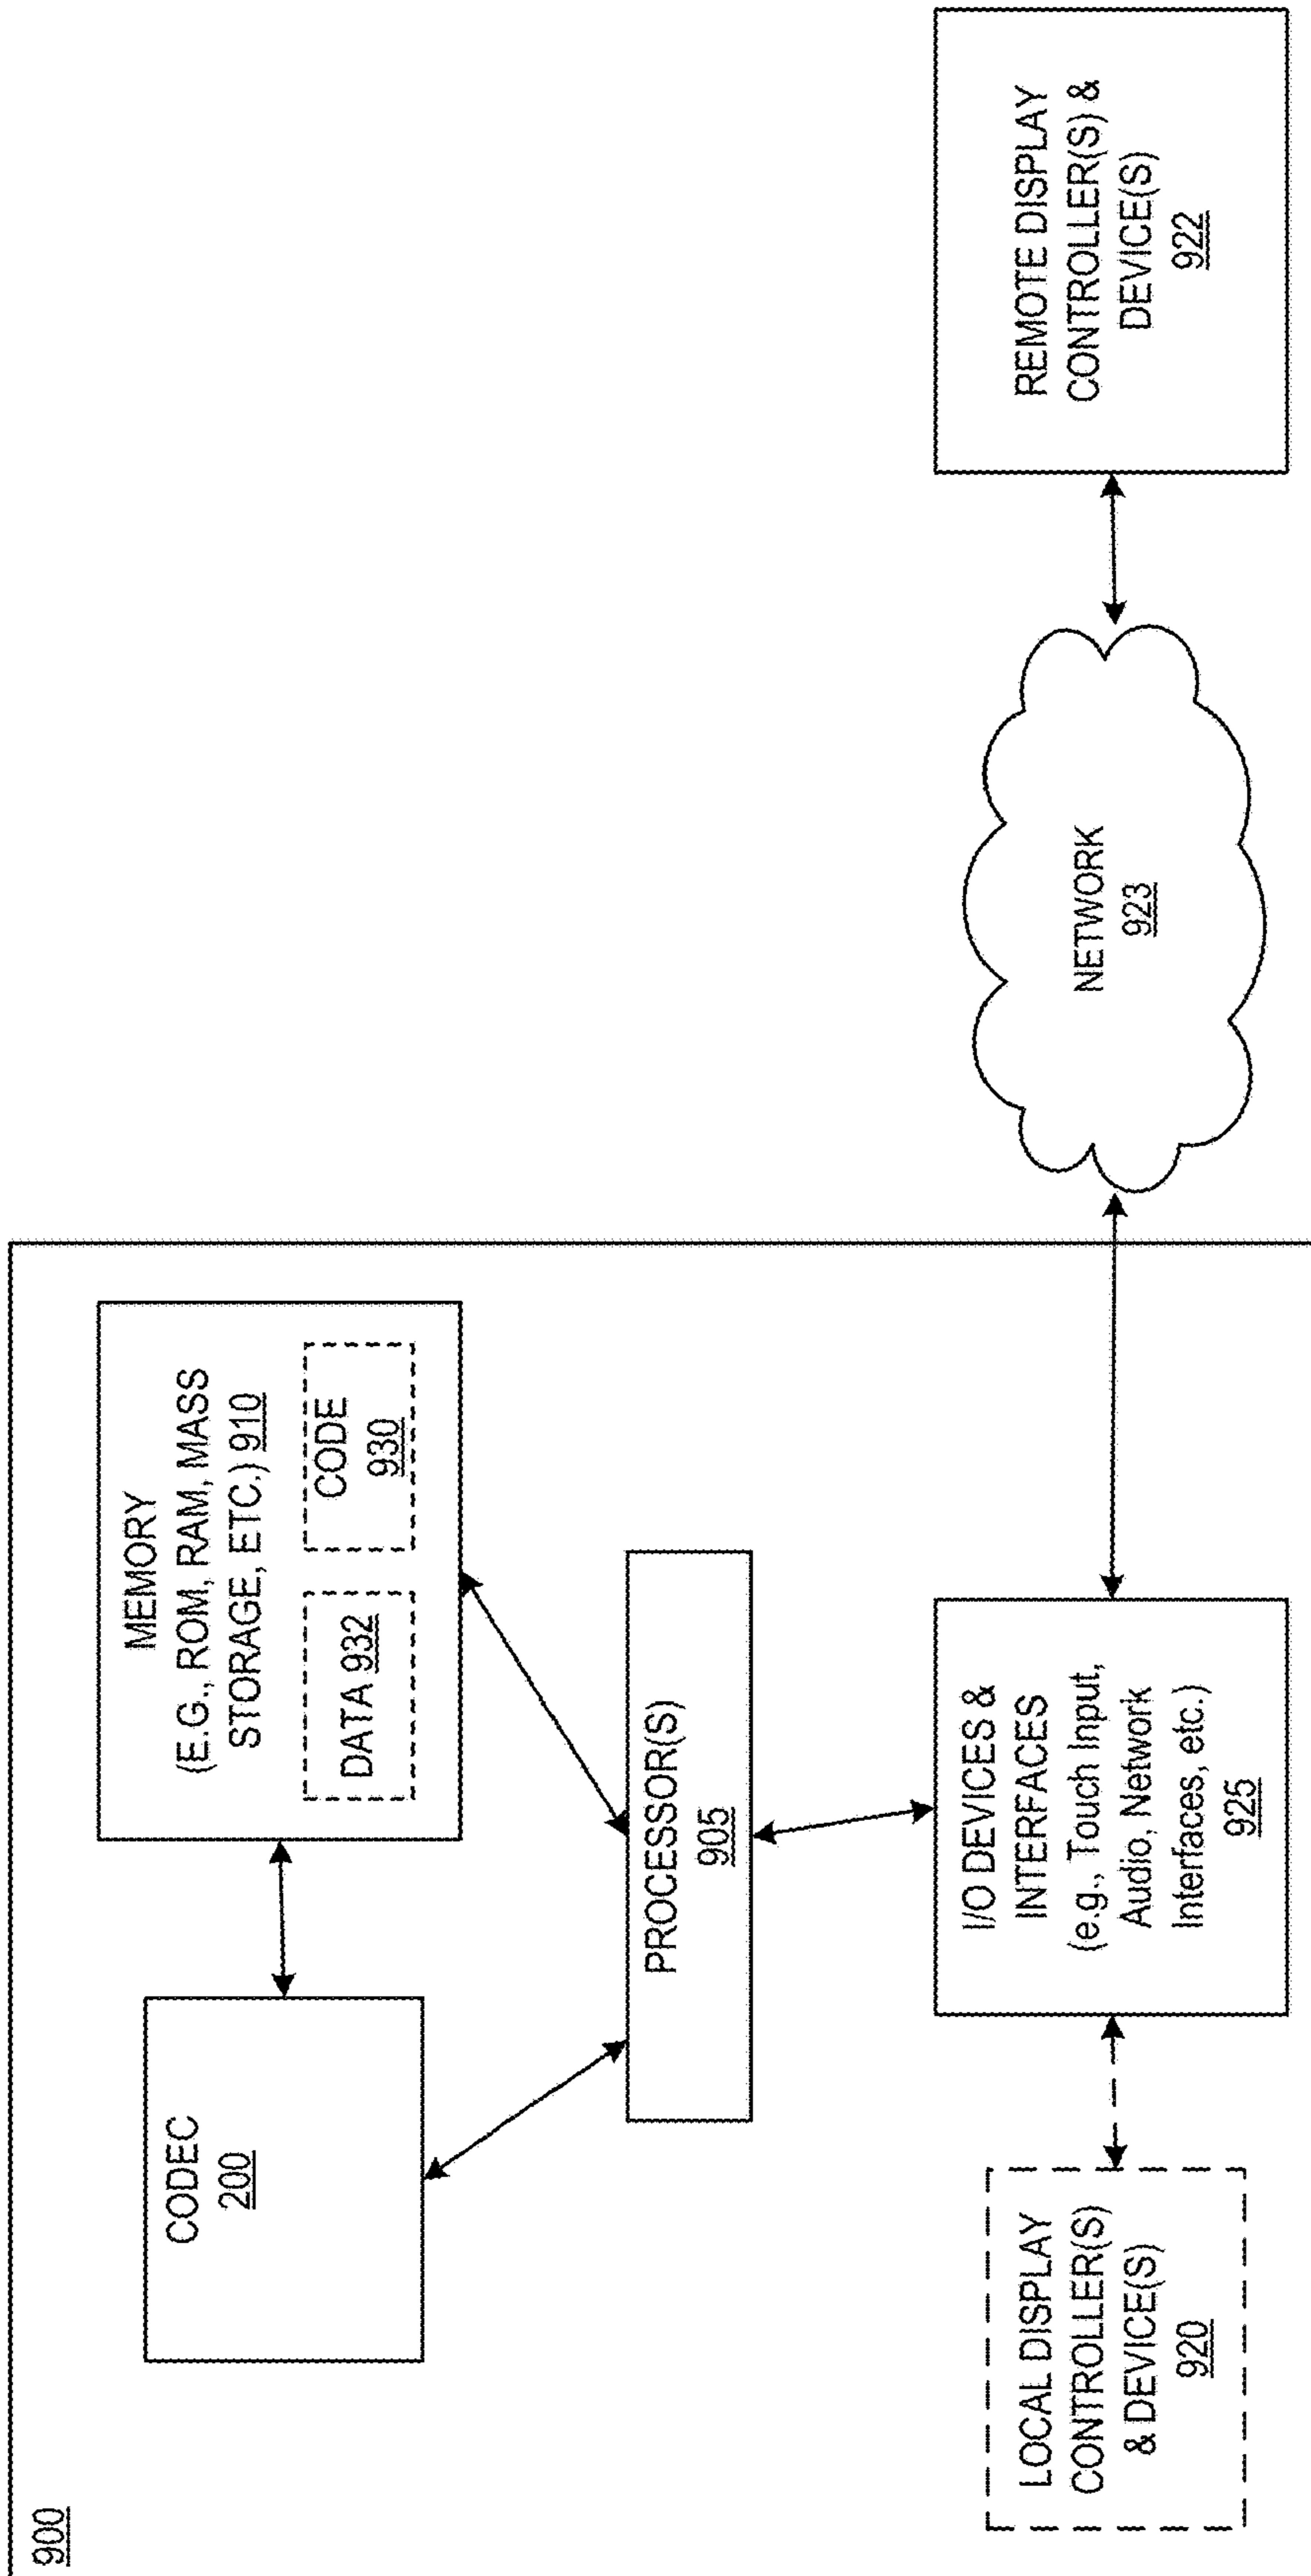 900
CODEC
200
MEMORY
(E.G., ROM, RAM, MASS
STORAGE, ETC.) 910
DATA 932
CODE
930
PROCESSOR(S)
905
LOCAL DISPLAY
CONTROLLER(S)
& DEVICE(S)
920
I/O DEVICES &
INTERFACES
(e.g., Touch Input,
Audio, Network
Interfaces, etc.)
925
NETWORK
923
REMOTE DISPLAY
CONTROLLER(S) &
DEVICE(S)
922